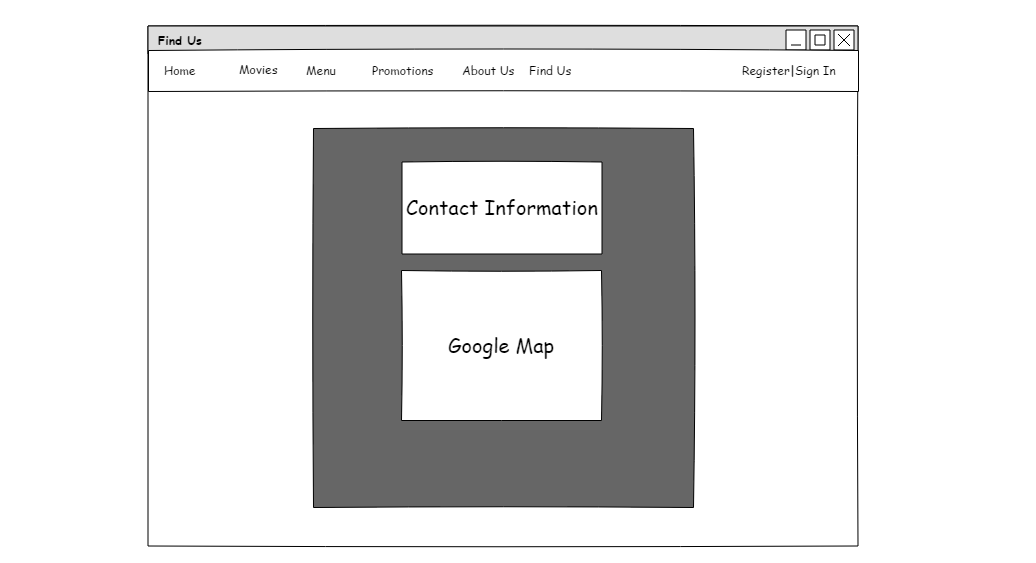 Find Us
Home Movies Menu Promotions About Us Find Us Register|Sign In
Contact Information
Google Map